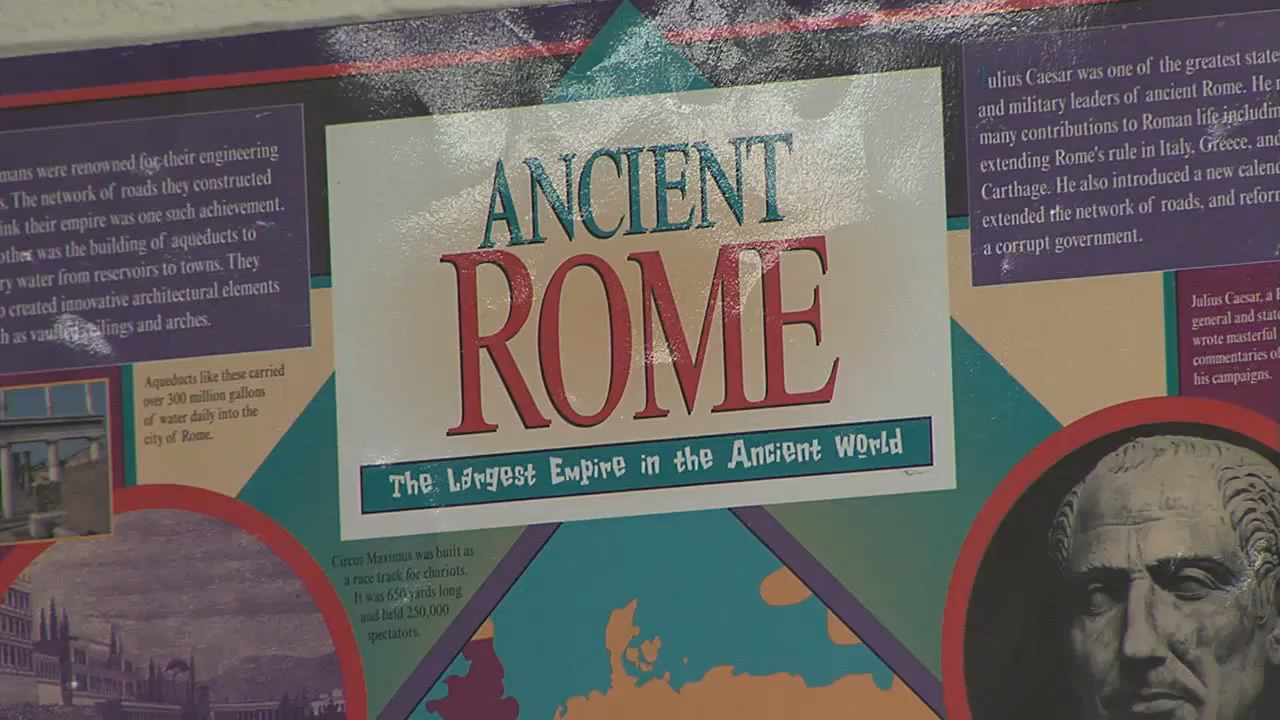 mans were renowned for their engineering
s. The network of roads they constructed
ink their empire was one such achievement.
other was the building of aqueducts to
ry water from reservoirs to towns. They
o created innovative architectural elements
h as vaulted ceilings and arches.
Aqueducts like these carried
over 300 million gallons
of water daily into the
city of Rome.
ANCIENT
ROME
The Largest Empire in the Ancient World
Circus Maximus was built as
a race track for chariots.
It was 650 yards long
and held 250,000
spectators.
Julius Caesar was one of the greatest state
and military leaders of ancient Rome. He
many contributions to Roman life includin
extending Rome's rule in Italy, Greece, and
Carthage. He also introduced a new calend
extended the network of roads, and refor
a corrupt government.
Julius Caesar, a
general and state
wrote masterful
commentaries o
his campaigns.